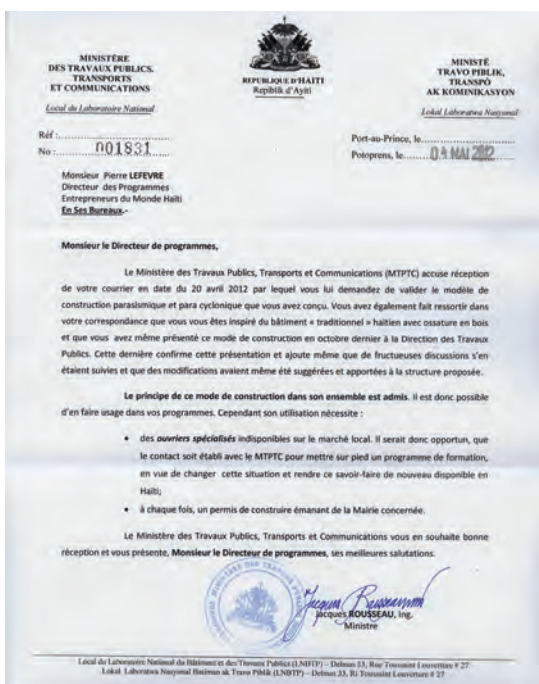 MINISTÈRE
DES TRAVAUX PUBLICS,
TRANSPORTS
ET COMMUNICATIONS
Local du Laboratoire National
REPUBLIQUE D'HAITI
Repiblik d'Ayiti
MINISTÈ
TRAVO PIBLIK,
TRANSPÒ
AK KOMINIKASYON
Lokal Laboratwa Nasyonal
Réf :
No : 001831
Port-au-Prince, le
Potoprens, le 04 MAI 2012
Monsieur Pierre LEFEVRE
Directeur des Programmes
Entrepreneurs du Monde Haïti
En Ses Bureaux.-
Monsieur le Directeur de programmes,
Le Ministère des Travaux Publics, Transports et Communications (MTPTC) accuse réception
de votre courrier en date du 20 avril 2012 par lequel vous lui demandez de valider le modèle de
construction parasismique et para cyclonique que vous avez conçu. Vous avez également fait ressortir dans
votre correspondance que vous vous êtes inspiré du bâtiment « traditionnel » haïtien avec ossature en bois
et que vous avez même présenté ce mode de construction en octobre dernier à la Direction des Travaux
Publics. Cette dernière confirme cette présentation et ajoute même que de fructueuses discussions s'en
étaient suivies et que des modifications avaient même été suggérées et apportées à la structure proposée.
Le principe de ce mode de construction dans son ensemble est admis. Il est donc possible
d'en faire usage dans vos programmes. Cependant son utilisation nécessite :
• des ouvriers spécialisés indisponibles sur le marché local. Il serait donc opportun, que
le contact soit établi avec le MTPTC pour mettre sur pied un programme de formation,
en vue de changer cette situation et rendre ce savoir-faire de nouveau disponible en
Haïti;
• à chaque fois, un permis de construire émanant de la Mairie concernée.
Le Ministère des Travaux Publics, Transports et Communications vous en souhaite bonne
réception et vous présente, Monsieur le Directeur de programmes, ses meilleures salutations.
Jacques ROUSSEAU, Ing.
Ministre
Local du Laboratoire National du Bâtiment et des Travaux Publics (LNBTP) – Delmas 33, Rue Toussaint Louverture # 27
Lokal Laboratwa Nasyonal Batiman ak Travo Piblik (LNBTP) – Delmas 33, Ri Toussaint Louverture # 27